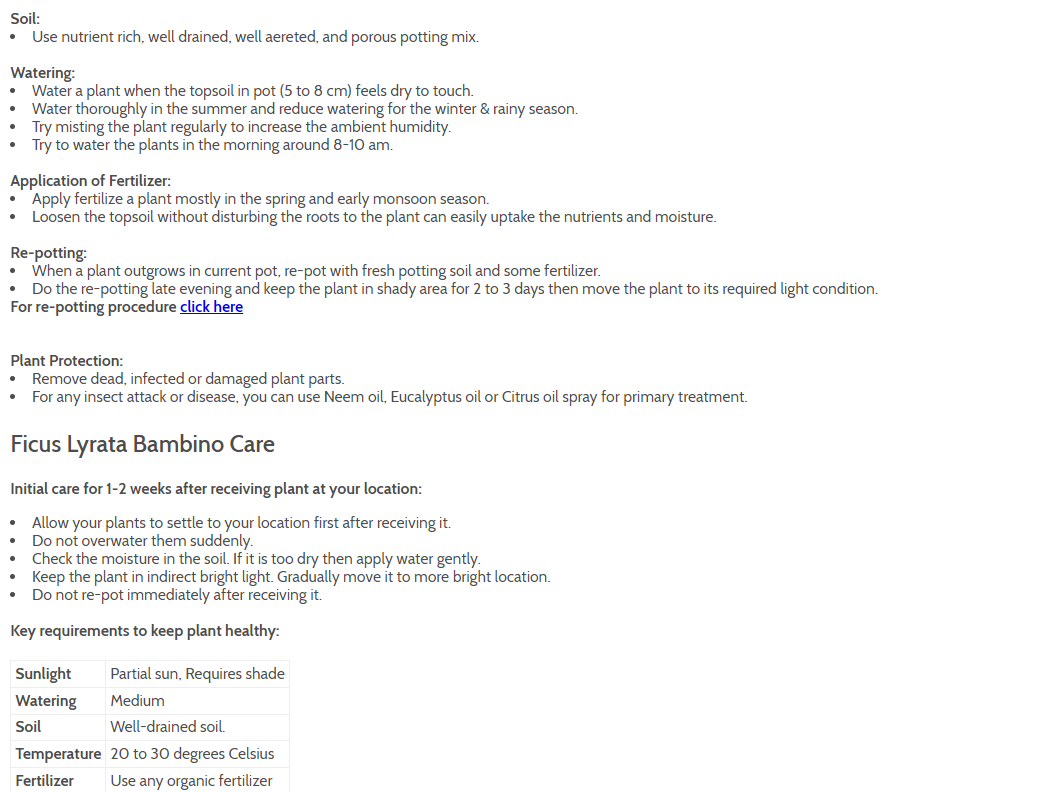 Soil:
• Use nutrient rich, well drained, well aereted, and porous potting mix.
Watering:
• Water a plant when the topsoil in pot (5 to 8 cm) feels dry to touch.
• Water thoroughly in the summer and reduce watering for the winter & rainy season.
• Try misting the plant regularly to increase the ambient humidity.
• Try to water the plants in the morning around 8-10 am.
Application of Fertilizer:
• Apply fertilize a plant mostly in the spring and early monsoon season.
• Loosen the topsoil without disturbing the roots to the plant can easily uptake the nutrients and moisture.
Re-potting:
• When a plant outgrows in current pot, re-pot with fresh potting soil and some fertilizer.
• Do the re-potting late evening and keep the plant in shady area for 2 to 3 days then move the plant to its required light condition.
For re-potting procedure click here
Plant Protection:
• Remove dead, infected or damaged plant parts.
• For any insect attack or disease, you can use Neem oil, Eucalyptus oil or Citrus oil spray for primary treatment.
Ficus Lyrata Bambino Care
Initial care for 1-2 weeks after receiving plant at your location:
• Allow your plants to settle to your location first after receiving it.
• Do not overwater them suddenly.
• Check the moisture in the soil. If it is too dry then apply water gently.
• Keep the plant in indirect bright light. Gradually move it to more bright location.
• Do not re-pot immediately after receiving it.
Key requirements to keep plant healthy:
Sunlight Partial sun, Requires shade
Watering Medium
Soil Well-drained soil.
Temperature 20 to 30 degrees Celsius
Fertilizer Use any organic fertilizer